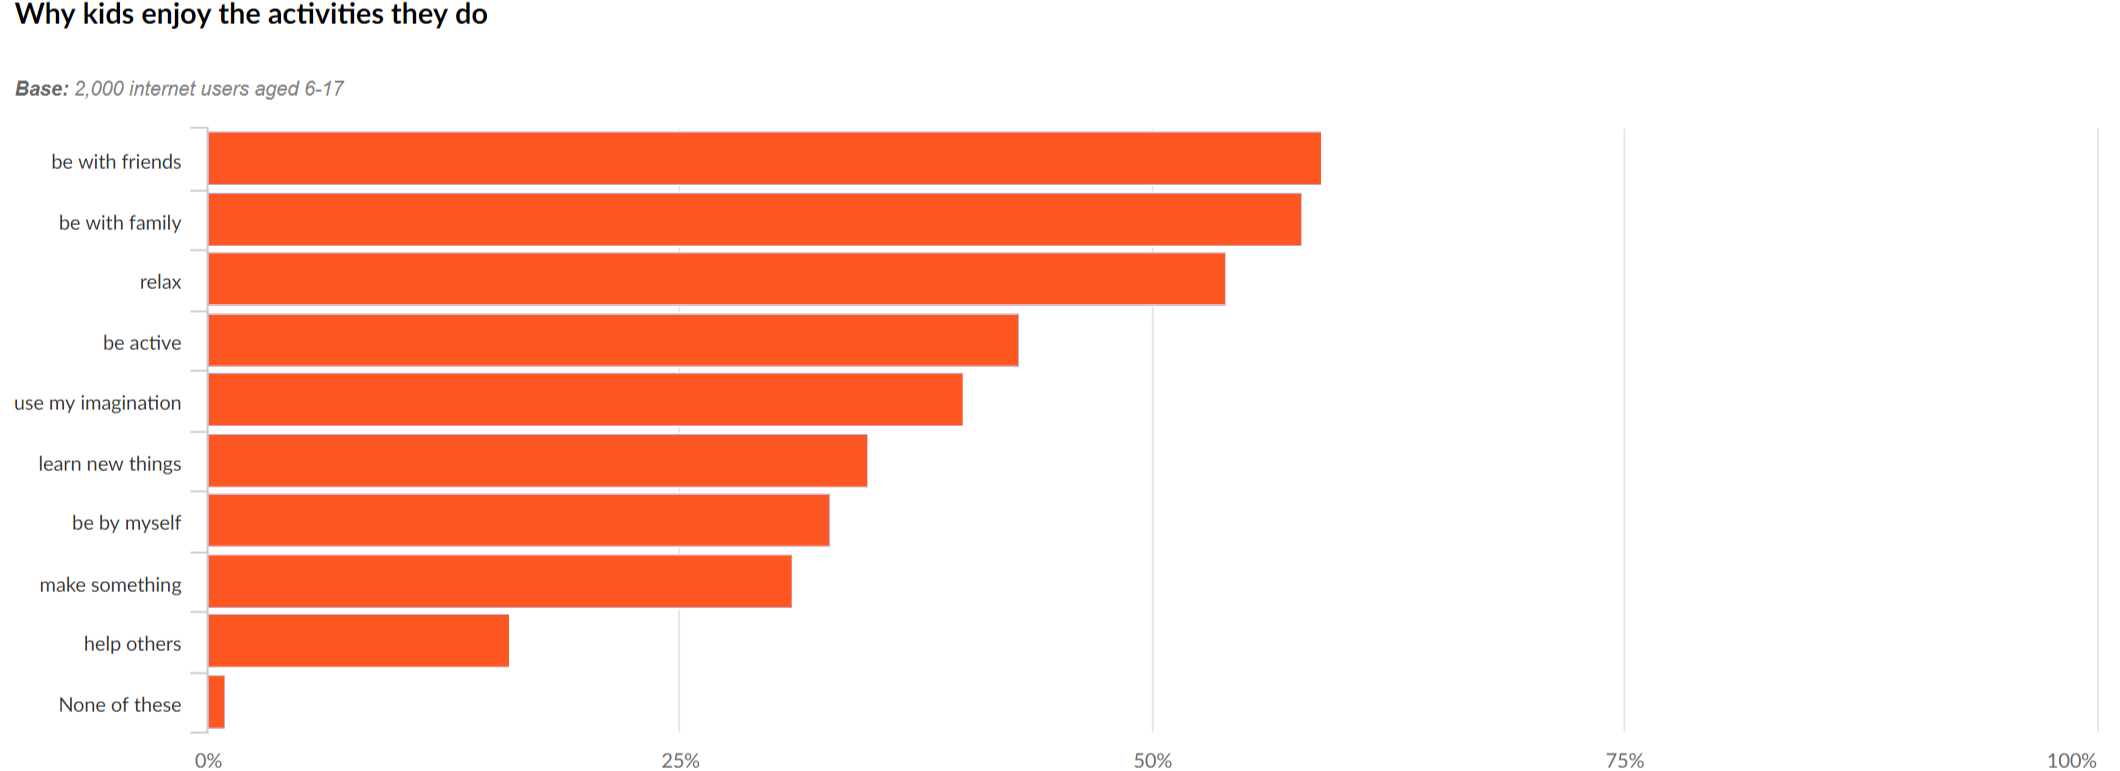 Why kids enjoy the activities they do
Base: 2,000 internet users aged 6-17
be with friends
be with family
relax
be active
use my imagination
learn new things
be by myself
make something
help others
None of these
0% 25% 50% 75% 100%